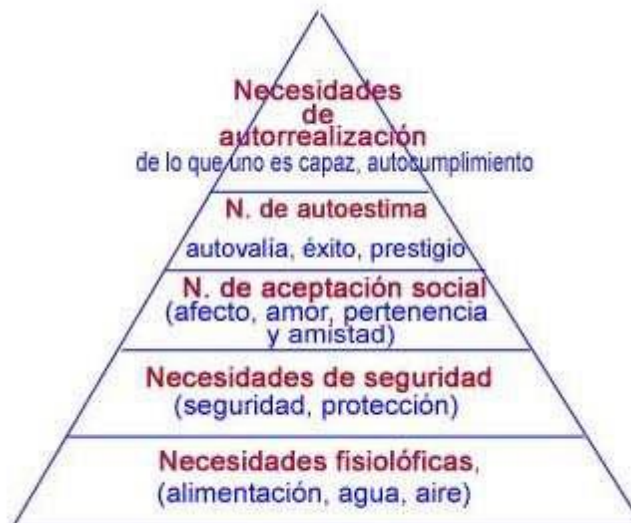 Necesidades
de
autorrealización
de lo que uno es capaz, autocumplimiento
N. de autoestima
autovalía, éxito, prestigio
N. de aceptación social
(afecto, amor, pertenencia
y amistad)
Necesidades de seguridad
(seguridad, protección)
Necesidades fisiolóficas,
(alimentación, agua, aire)